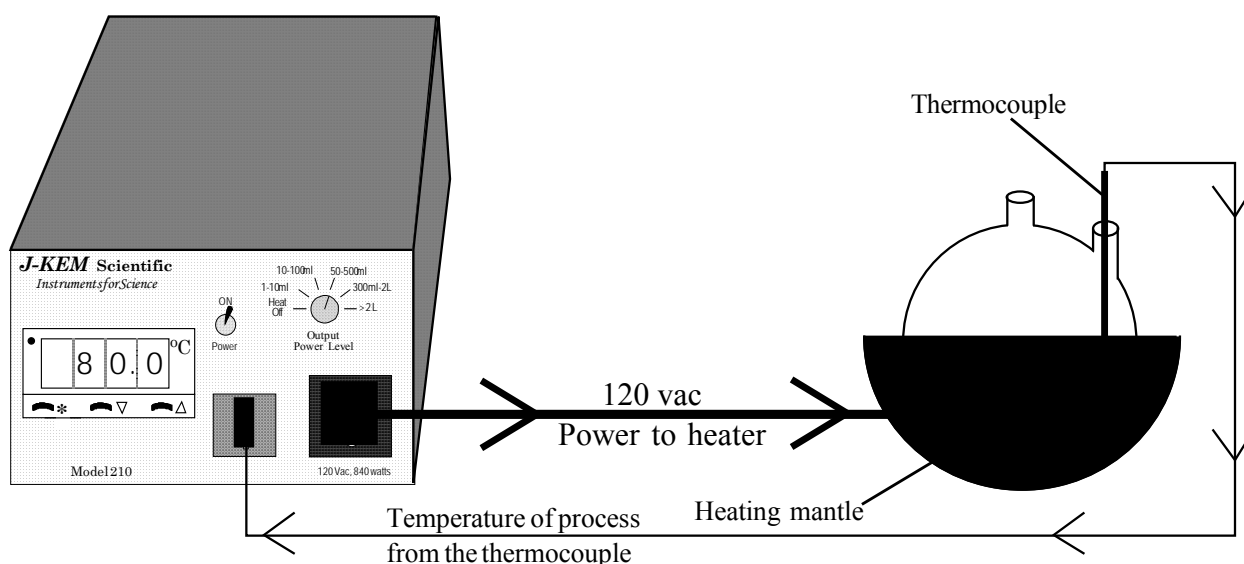 Thermocouple
J-KEM Scientific
Instruments for Science
ON
Power
10-100ml
50-500ml
1-10ml
300ml-2L
Heat
Off
>2L
Output
Power Level
80.0
°C
* ▽ △
120 vac
Power to heater
Model 210
120 Vac, 840 watts
Heating mantle
Temperature of process
from the thermocouple